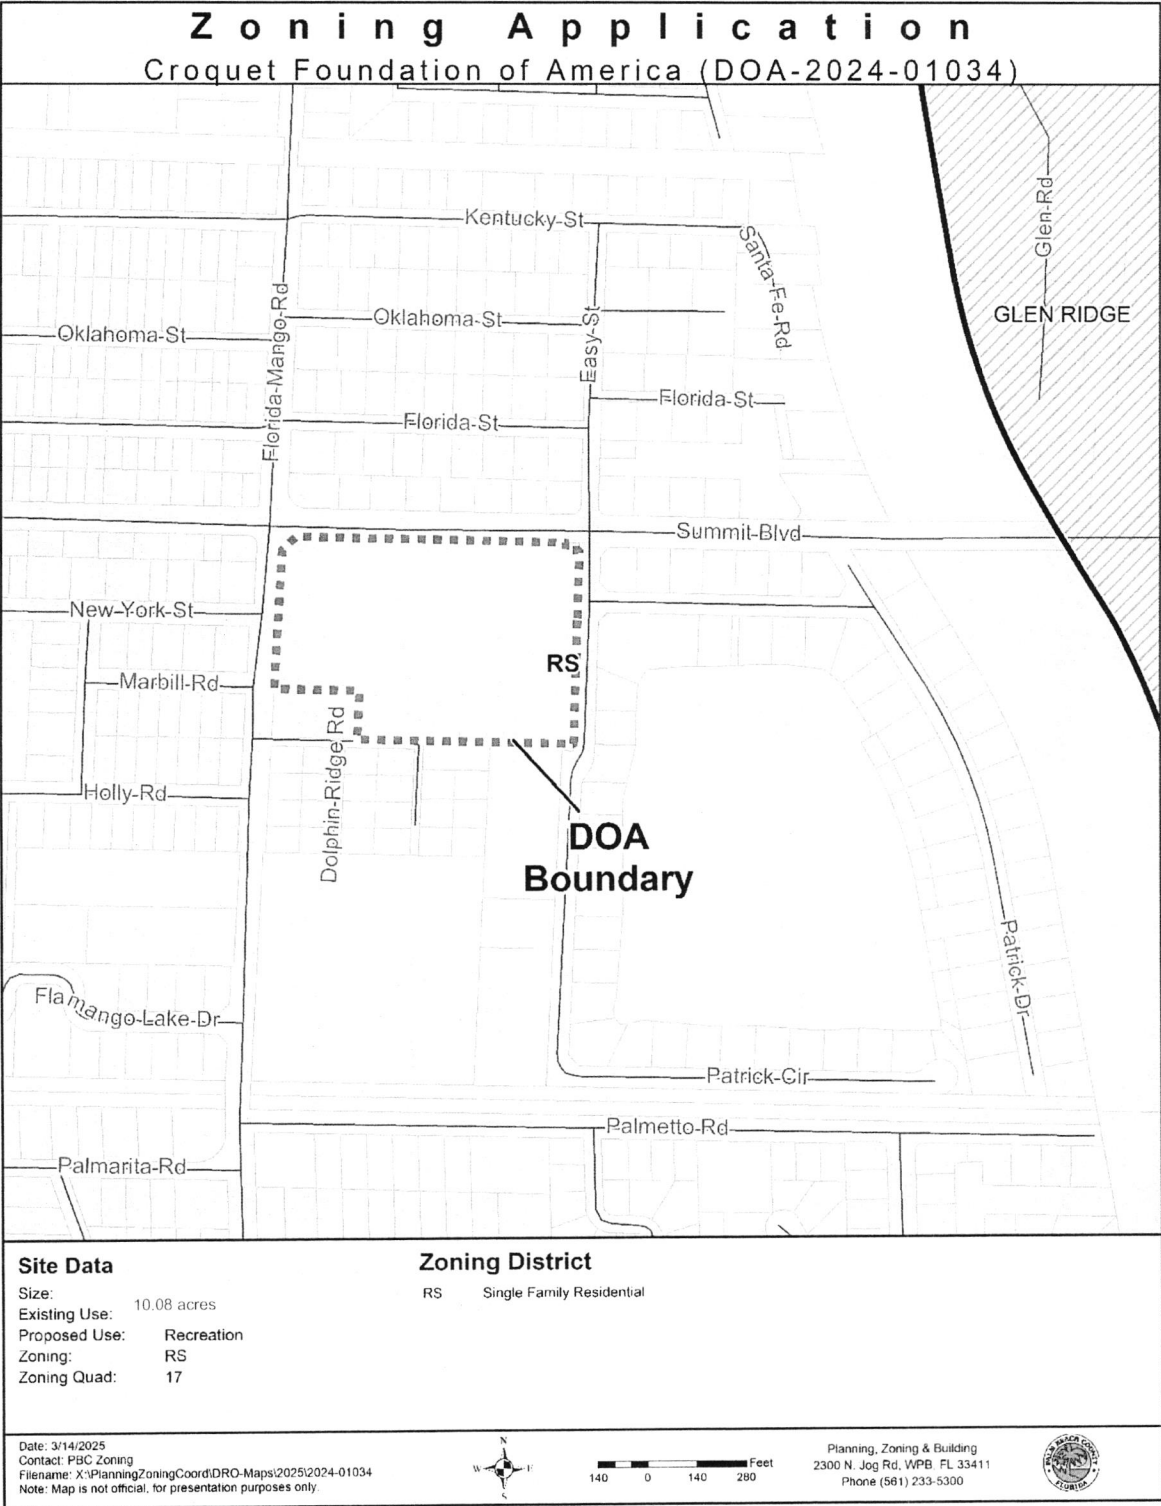 Zoning Application
Croquet Foundation of America (DOA-2024-01034)
Kentucky-St
Santa-Fe-Rd
Glen-Rd
GLEN RIDGE
Oklahoma-St
Florida-Mango-Rd
Oklahoma-St
Easy-St
Florida-St
Florida-St
Summit-Blvd
New-York-St
RS
Marbill-Rd
Dolphin-Ridge Rd
Holly-Rd
DOA
Boundary
Patrick-Dr
Flamango-Lake-Dr
Patrick-Cir
Palmetto-Rd
Palmarita-Rd
Site Data
Size:
Existing Use: 10.08 acres
Proposed Use: Recreation
Zoning: RS
Zoning Quad: 17
Zoning District
RS Single Family Residential
Date: 3/14/2025
Contact: PBC Zoning
Filename: X:\PlanningZoningCoord\DRO-Maps\2025\2024-01034
Note: Map is not official, for presentation purposes only.
N
W E
S
Feet
140 0 140 280
Planning, Zoning & Building
2300 N. Jog Rd, WPB, FL 33411
Phone (561) 233-5300
PALM BEACH COUNTY
FLORIDA